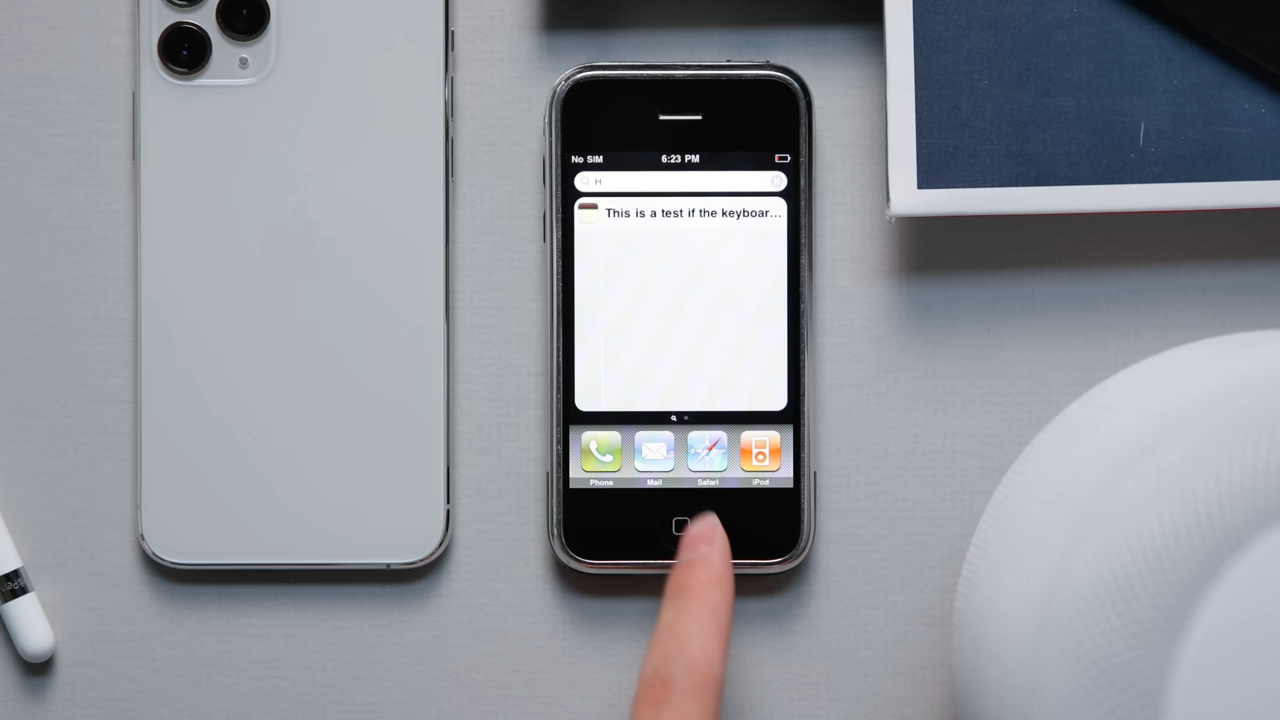 No SIM 6:23 PM
H
This is a test if the keyboar...
Phone Mail Safari iPod